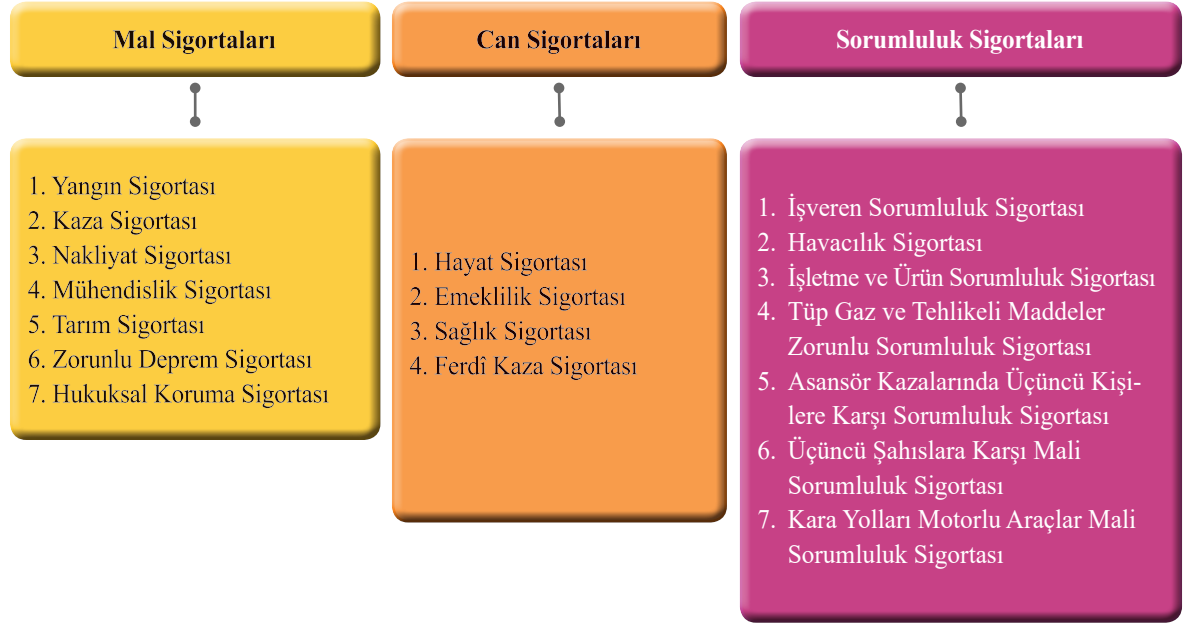 Mal Sigortaları
1. Yangın Sigortası
2. Kaza Sigortası
3. Nakliyat Sigortası
4. Mühendislik Sigortası
5. Tarım Sigortası
6. Zorunlu Deprem Sigortası
7. Hukuksal Koruma Sigortası
Can Sigortaları
1. Hayat Sigortası
2. Emeklilik Sigortası
3. Sağlık Sigortası
4. Ferdî Kaza Sigortası
Sorumluluk Sigortaları
1. İşveren Sorumluluk Sigortası
2. Havacılık Sigortası
3. İşletme ve Ürün Sorumluluk Sigortası
4. Tüp Gaz ve Tehlikeli Maddeler
Zorunlu Sorumluluk Sigortası
5. Asansör Kazalarında Üçüncü Kişi-
lere Karşı Sorumluluk Sigortası
6. Üçüncü Şahıslara Karşı Mali
Sorumluluk Sigortası
7. Kara Yolları Motorlu Araçlar Mali
Sorumluluk Sigortası